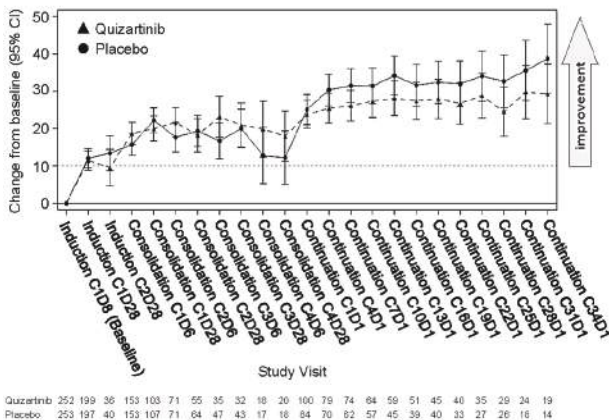 50
40
30
20
10
0
Change from baseline (95% CI)
Quizartinib
Placebo
improvement
Induction C1D8 (Baseline)
Induction C1D28
Induction C2D28
Consolidation C1D6
Consolidation C1D28
Consolidation C2D6
Consolidation C2D28
Consolidation C3D6
Consolidation C3D28
Consolidation C4D6
Consolidation C4D28
Continuation C1D1
Continuation C4D1
Continuation C7D1
Continuation C10D1
Continuation C13D1
Continuation C16D1
Continuation C19D1
Continuation C22D1
Continuation C25D1
Continuation C28D1
Continuation C31D1
Continuation C34D1
Study Visit
Quizartinib 252 199 36 153 103 71 55 35 32 18 20 100 79 74 64 59 51 45 40 35 29 24 19
Placebo 253 197 40 153 107 71 64 47 43 17 18 84 70 62 57 45 39 40 33 27 26 16 14